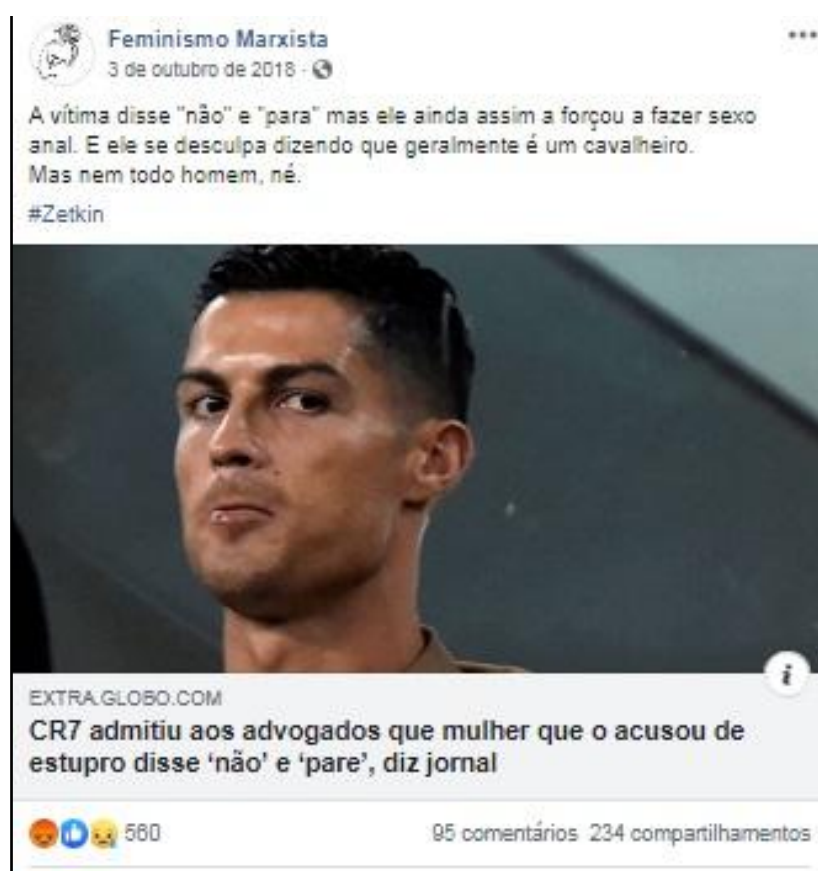 Feminismo Marxista
3 de outubro de 2018 ·
A vítima disse "não" e "para" mas ele ainda assim a forçou a fazer sexo
anal. E ele se desculpa dizendo que geralmente é um cavalheiro.
Mas nem todo homem, né.
#Zetkin
i
EXTRA.GLOBO.COM
CR7 admitiu aos advogados que mulher que o acusou de
estupro disse ‘não’ e ‘pare’, diz jornal
560 95 comentários 234 compartilhamentos